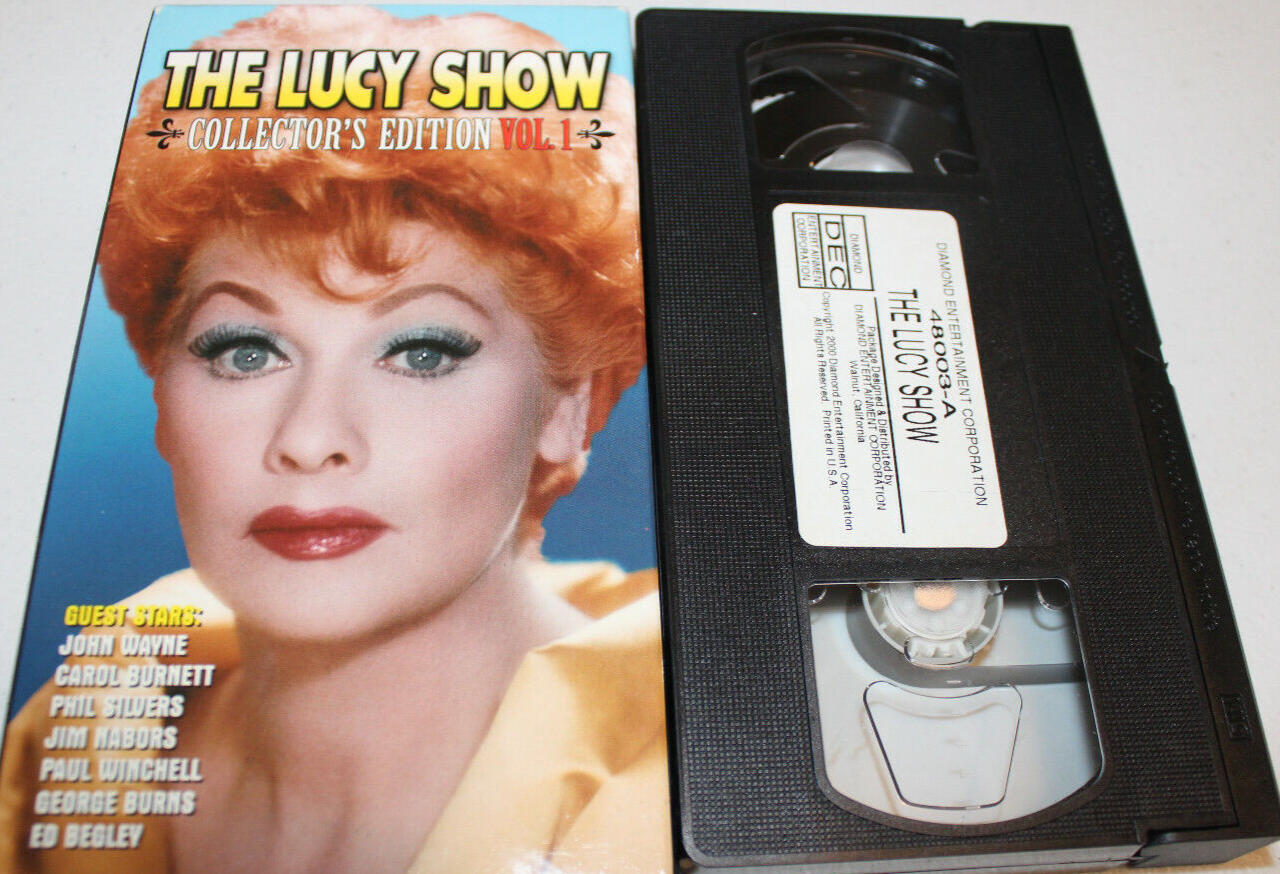 THE LUCY SHOW
COLLECTOR'S EDITION VOL. 1
GUEST STARS:
JOHN WAYNE
CAROL BURNETT
PHIL SILVERS
JIM NABORS
PAUL WINCHELL
GEORGE BURNS
ED BEGLEY
DIAMOND ENTERTAINMENT CORPORATION
48003-A
THE LUCY SHOW
DIAMOND
DEC
ENTERTAINMENT
CORPORATION
Package Designed & Distributed by
DIAMOND ENTERTAINMENT CORPORATION
Walnut, California
Copyright 2000 Diamond Entertainment Corporation
All Rights Reserved. Printed in U.S.A.